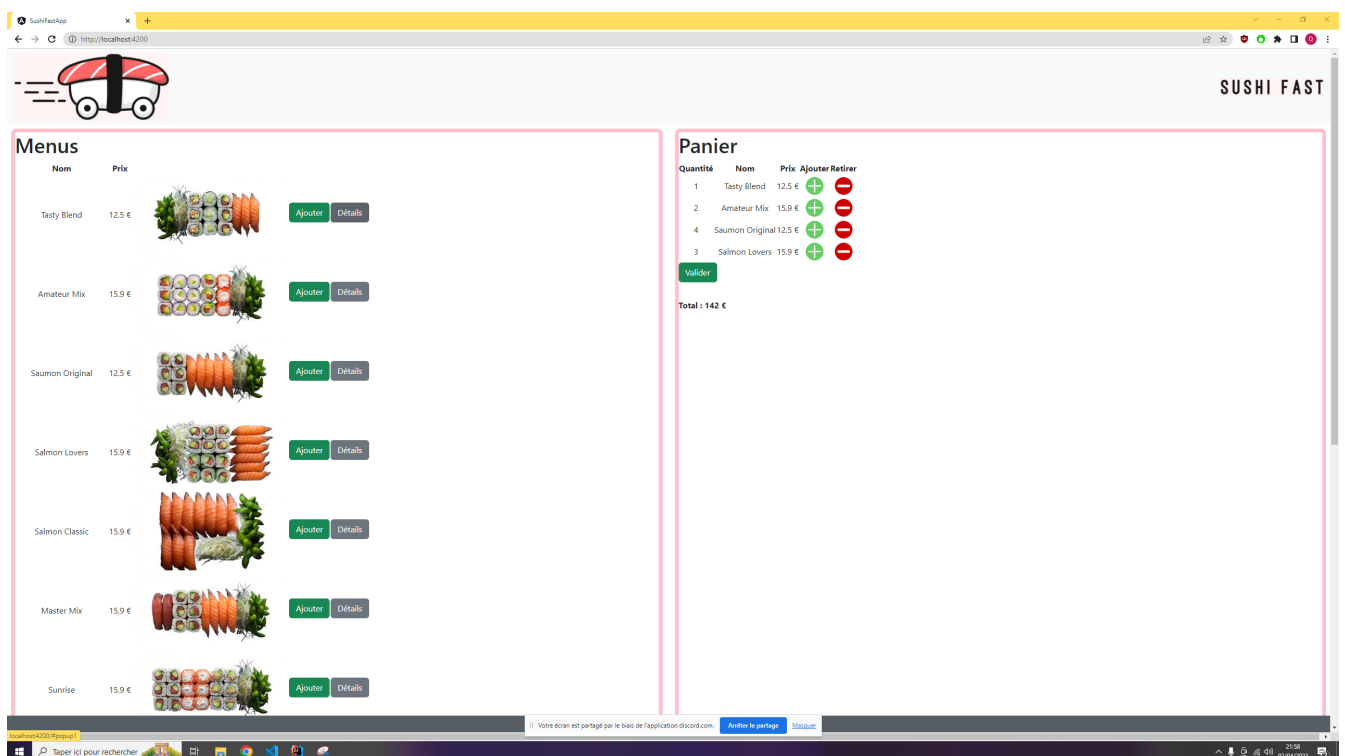 SushiFastApp
http://localhost:4200
SUSHI FAST
Menus
Nom Prix
Tasty Blend 12.5 € Ajouter Détails
Amateur Mix 15.9 € Ajouter Détails
Saumon Original 12.5 € Ajouter Détails
Salmon Lovers 15.9 € Ajouter Détails
Salmon Classic 15.9 € Ajouter Détails
Master Mix 15.9 € Ajouter Détails
Sunrise 15.9 € Ajouter Détails
Panier
Quantité Nom Prix Ajouter Retirer
1 Tasty Blend 12.5 €
2 Amateur Mix 15.9 €
4 Saumon Original 12.5 €
3 Salmon Lovers 15.9 €
Valider
Total : 142 €
Votre écran est partagé par le biais de l'application discord.com. Arrêter le partage Masquer
localhost:4200/#popup1
Taper ici pour rechercher
21:58